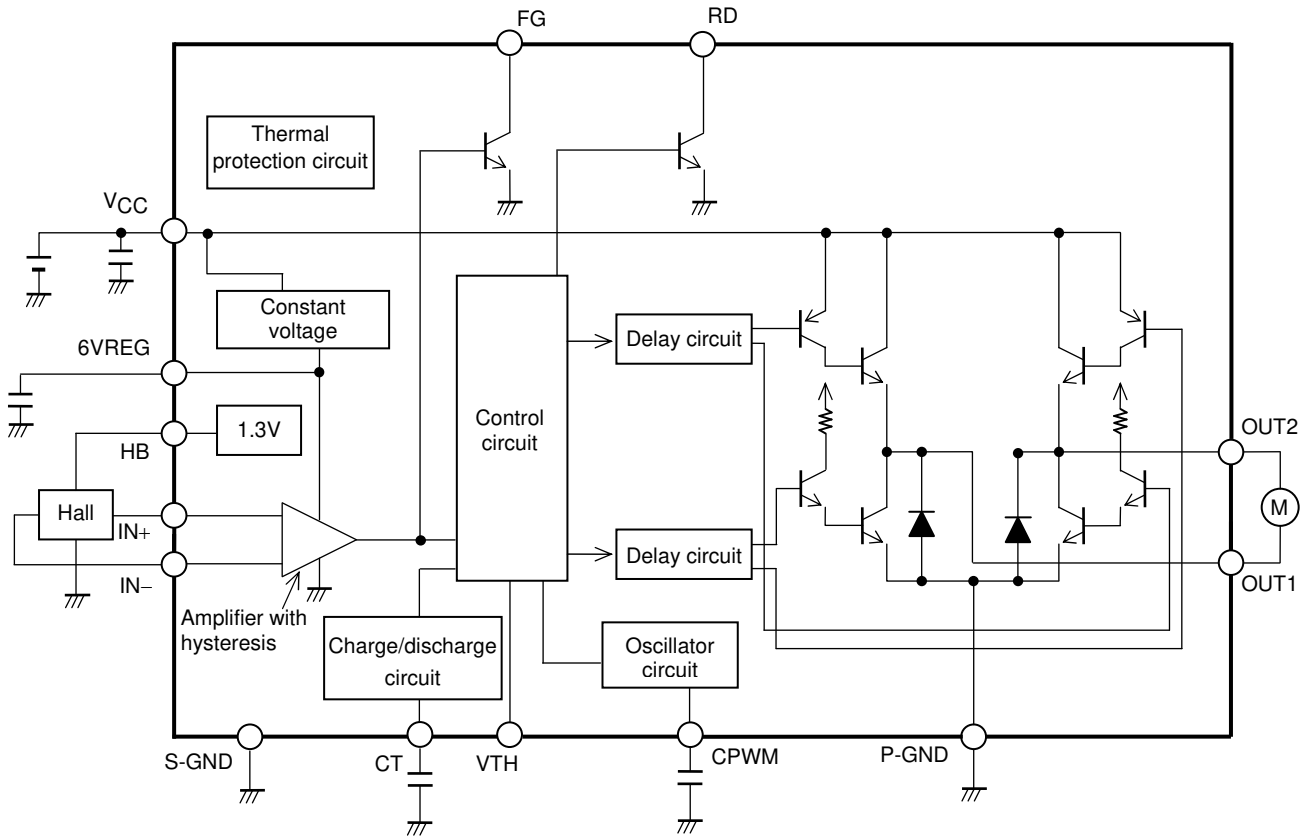 FG
RD
Thermal
protection circuit
VCC
Constant
voltage
6VREG
Delay circuit
1.3V
HB
Control
circuit
OUT2
Hall
IN+
M
IN−
Delay circuit
OUT1
Amplifier with
hysteresis
Charge/discharge
circuit
Oscillator
circuit
S-GND
CT
VTH
CPWM
P-GND